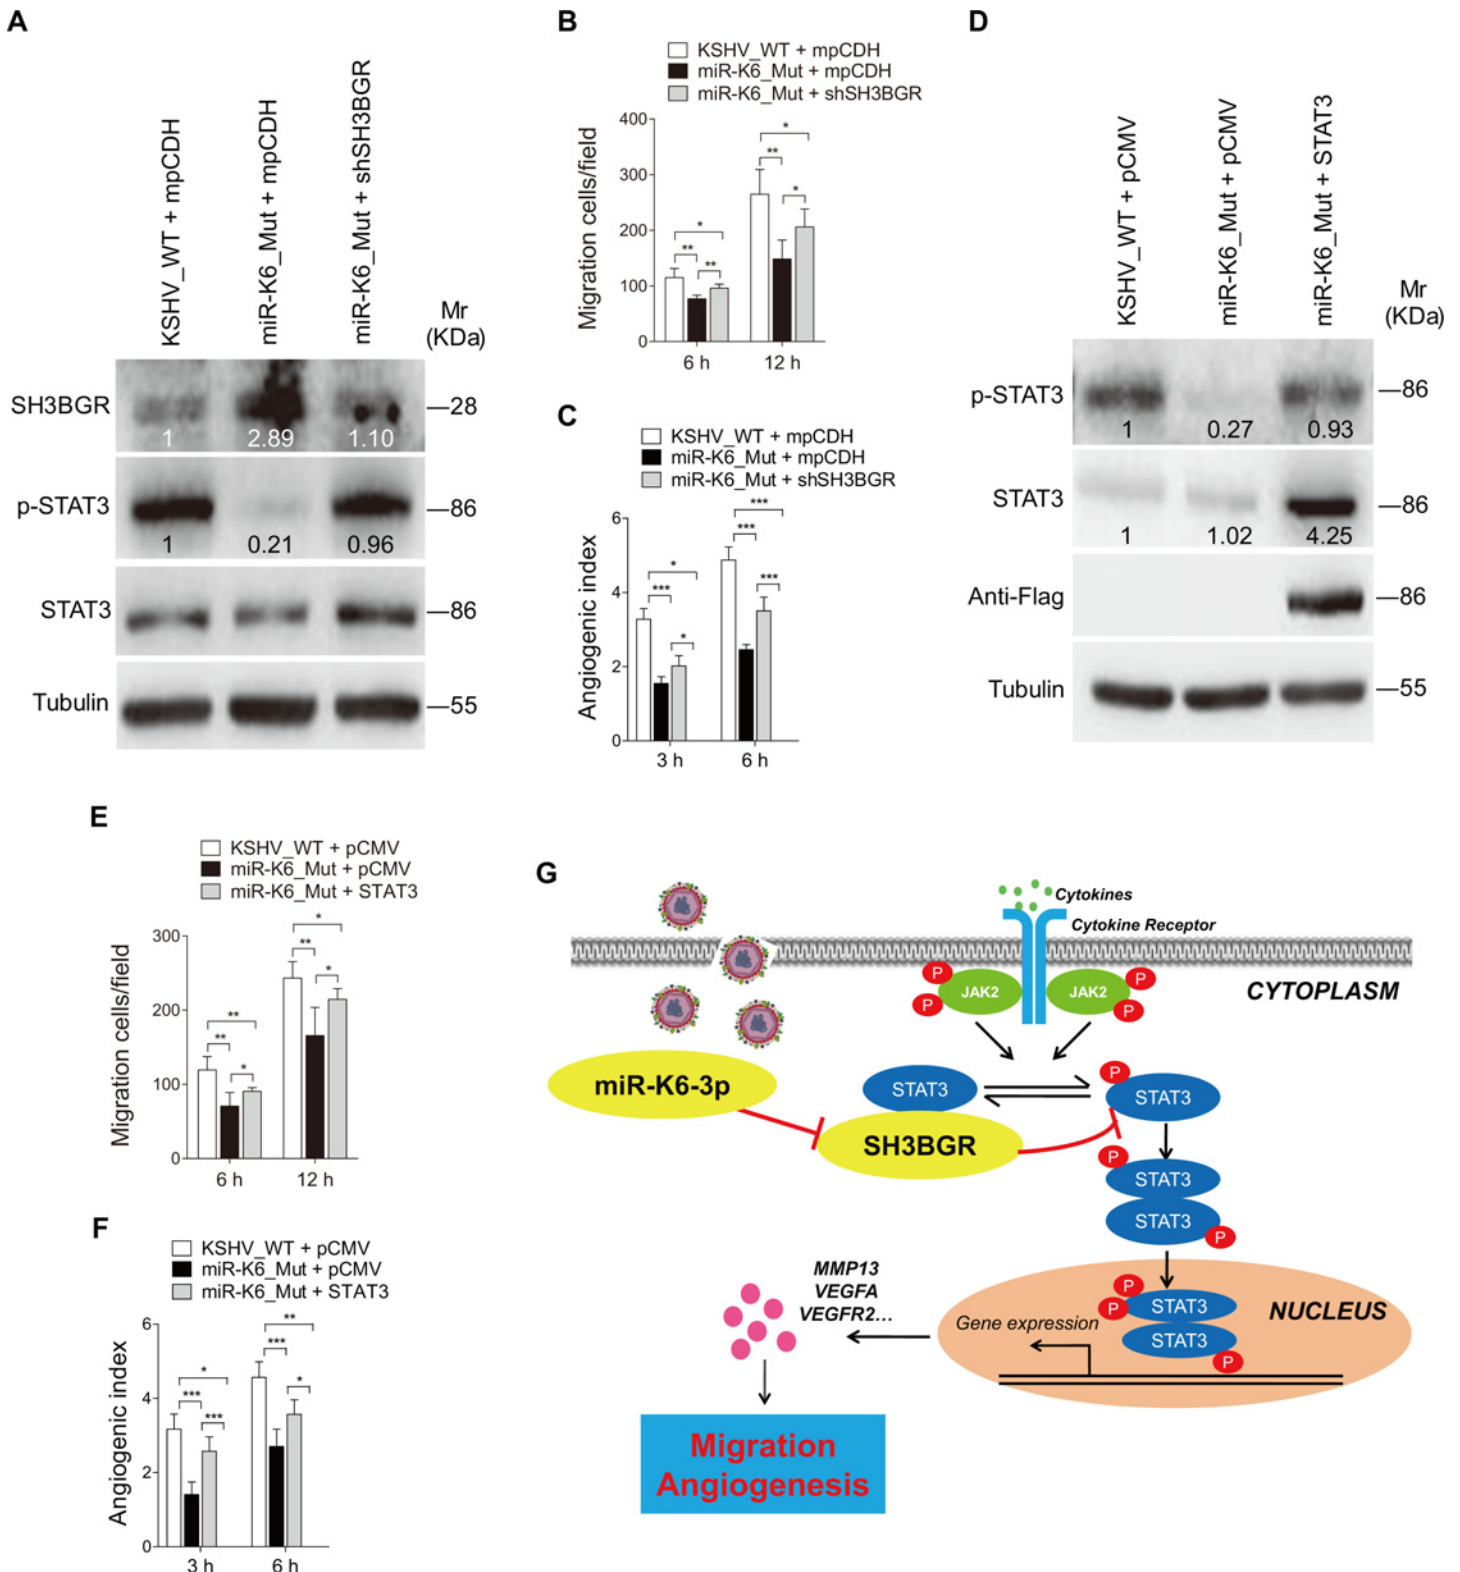 A
KSHV_WT + mpCDH
miR-K6_Mut + mpCDH
miR-K6_Mut + shSH3BGR
Mr
(KDa)
SH3BGR
1 2.89 1.10
—28
p-STAT3
1 0.21 0.96
—86
STAT3
—86
Tubulin
—55
B
KSHV_WT + mpCDH
miR-K6_Mut + mpCDH
miR-K6_Mut + shSH3BGR
Migration cells/field
400
300
200
100
0
* ** **
* ** *
6 h 12 h
C
KSHV_WT + mpCDH
miR-K6_Mut + mpCDH
miR-K6_Mut + shSH3BGR
Angiogenic index
6
4
2
0
* *** *
*** *** ***
3 h 6 h
D
KSHV_WT + pCMV
miR-K6_Mut + pCMV
miR-K6_Mut + STAT3
Mr
(KDa)
p-STAT3
1 0.27 0.93
—86
STAT3
1 1.02 4.25
—86
Anti-Flag
—86
Tubulin
—55
E
KSHV_WT + pCMV
miR-K6_Mut + pCMV
miR-K6_Mut + STAT3
Migration cells/field
300
200
100
0
** ** *
* ** *
6 h 12 h
F
KSHV_WT + pCMV
miR-K6_Mut + pCMV
miR-K6_Mut + STAT3
Angiogenic index
6
4
2
0
* *** ***
** *** *
3 h 6 h
G
Cytokines
Cytokine Receptor
P P JAK2 JAK2 P P
CYTOPLASM
miR-K6-3p
STAT3
SH3BGR
P
STAT3
P
STAT3
STAT3
P
MMP13
VEGFA
VEGFR2...
Gene expression
P
P
STAT3
STAT3
P
NUCLEUS
Migration
Angiogenesis